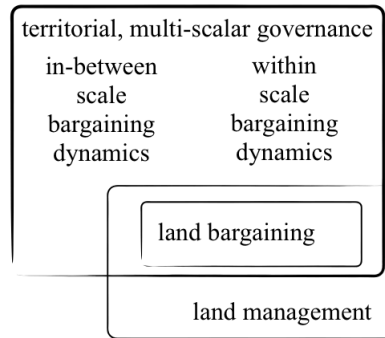 territorial, multi-scalar governance
in-between
scale
bargaining
dynamics
within
scale
bargaining
dynamics
land bargaining
land management